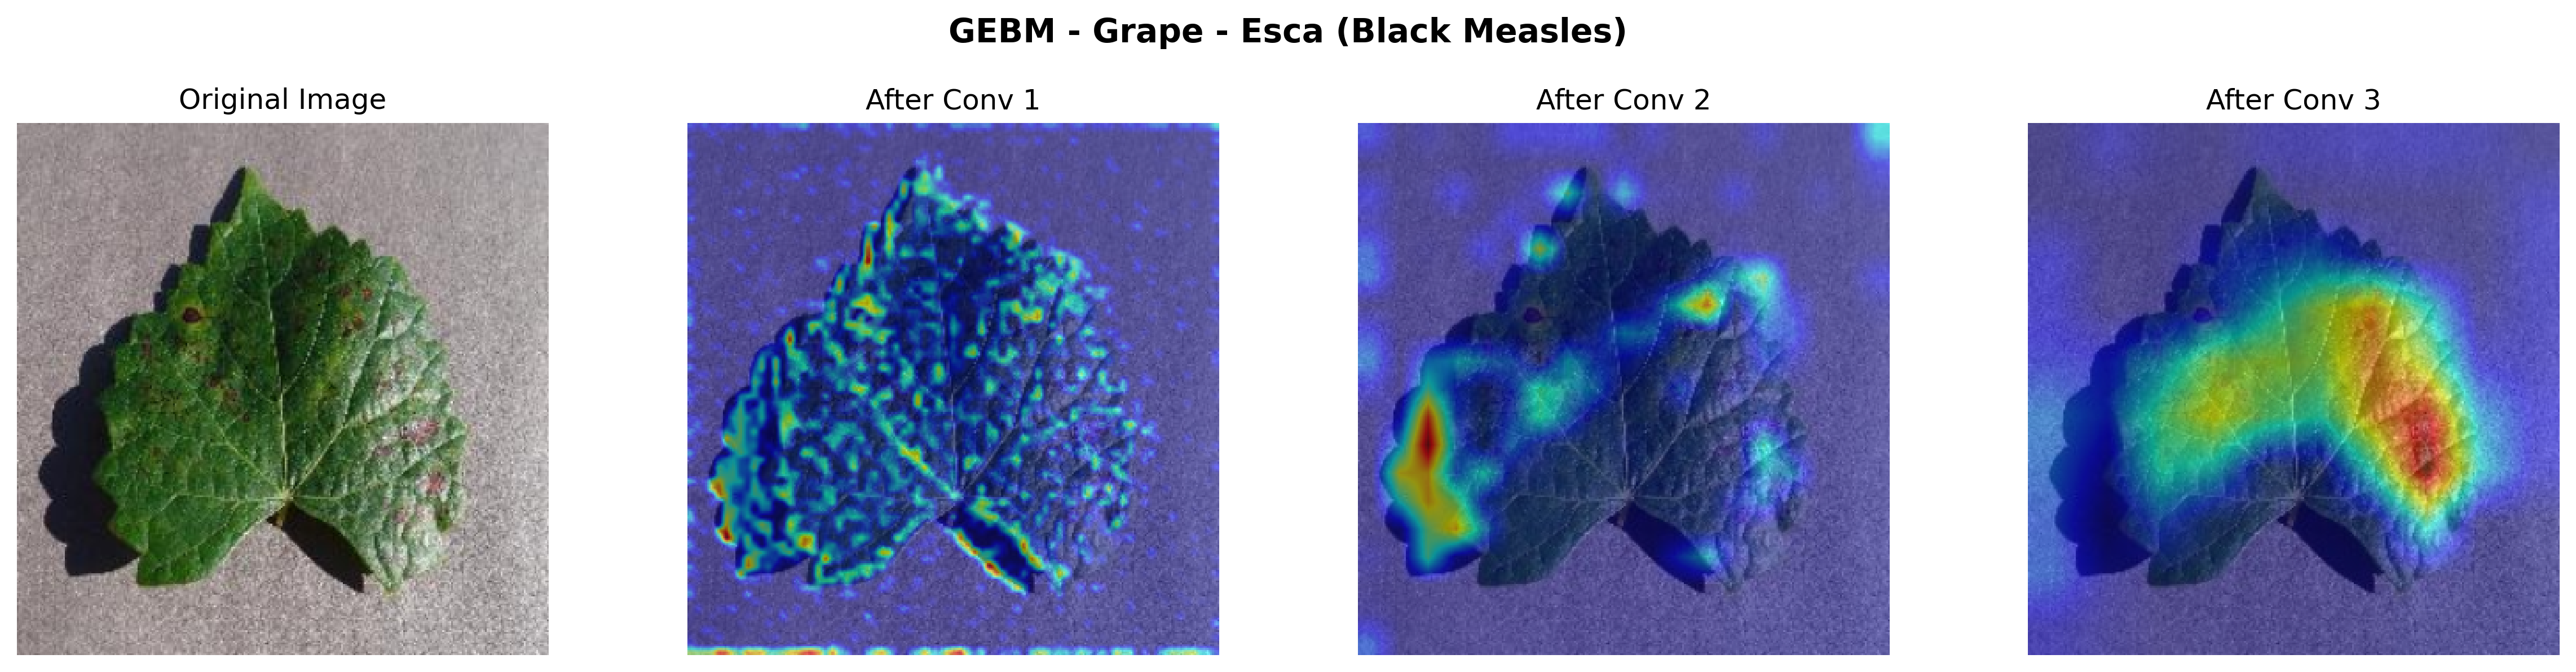 GEBM - Grape - Esca (Black Measles)
Original Image
After Conv 1
After Conv 2
After Conv 3